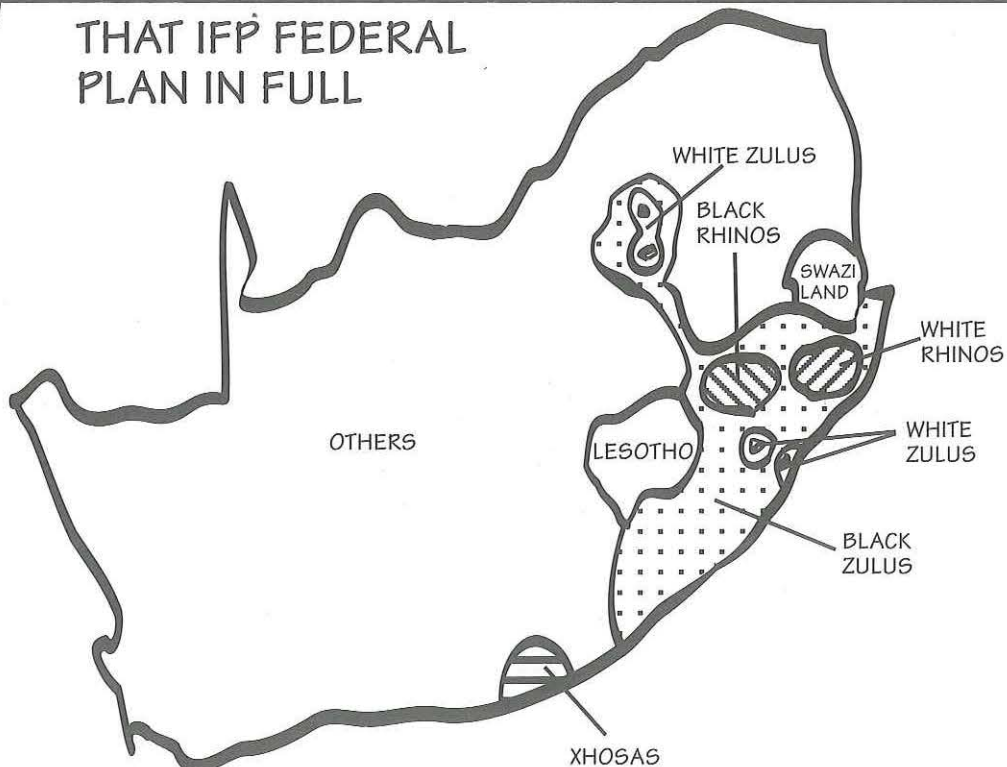 THAT IFP FEDERAL
PLAN IN FULL
WHITE ZULUS
BLACK
RHINOS
SWAZI
LAND
WHITE
RHINOS
OTHERS
LESOTHO
WHITE
ZULUS
BLACK
ZULUS
XHOSAS